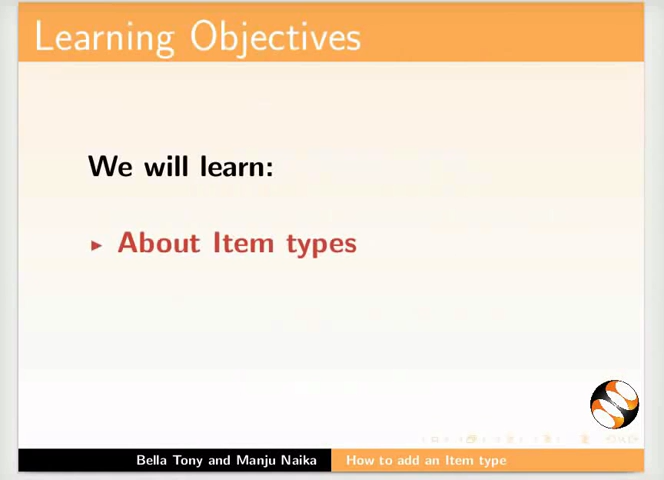 Learning Objectives
We will learn:
▸ About Item types
Bella Tony and Manju Naika
How to add an Item type